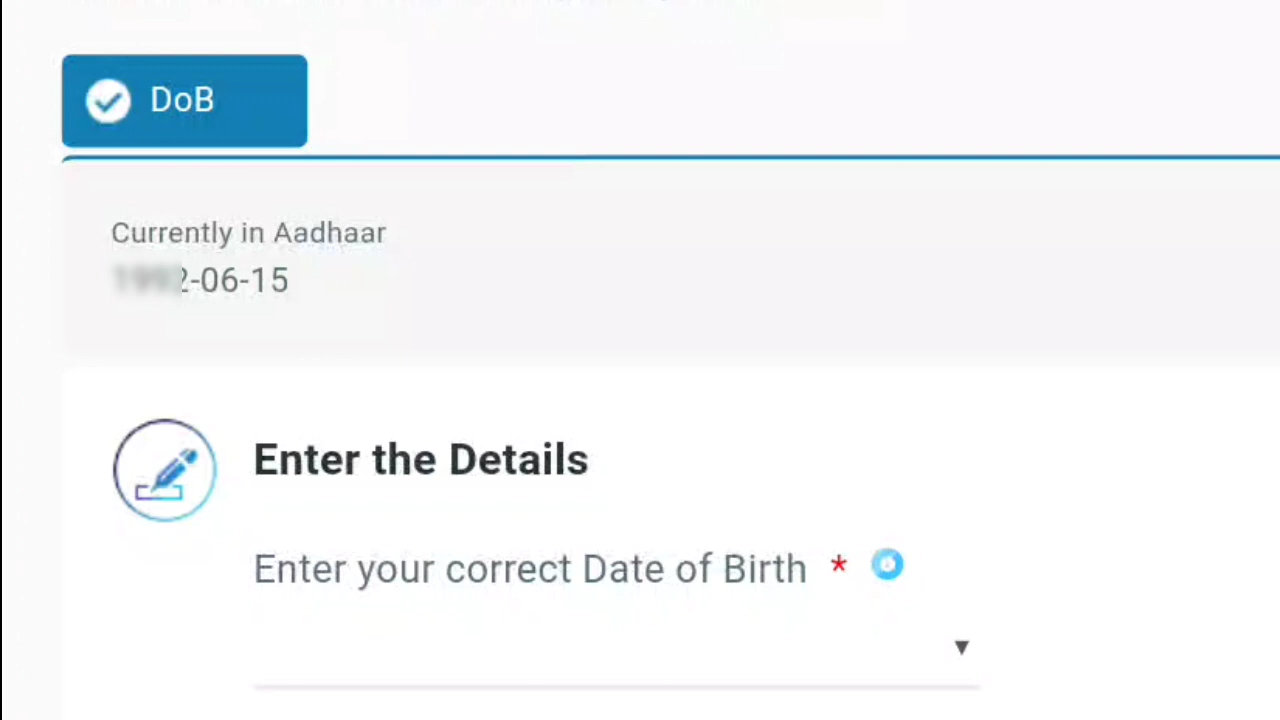 DoB
Currently in Aadhaar
2-06-15
Enter the Details
Enter your correct Date of Birth *